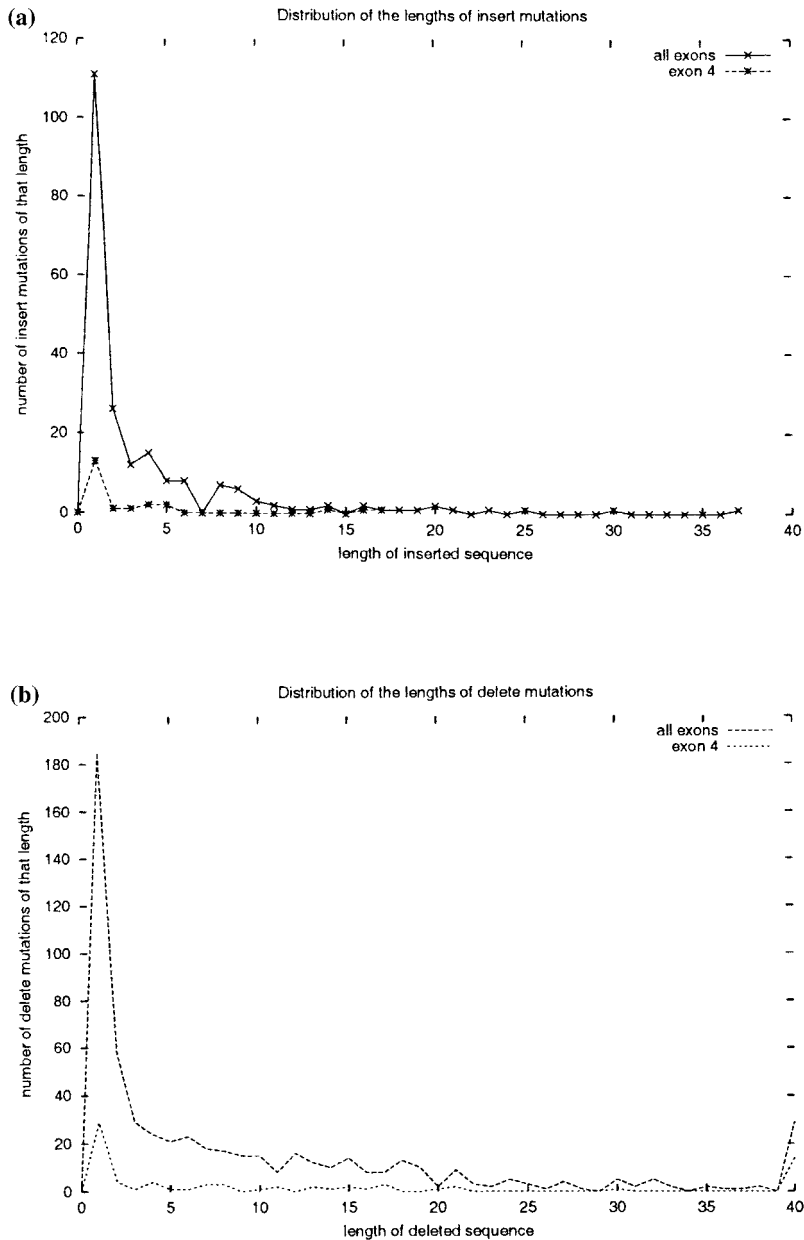 (a)
Distribution of the lengths of insert mutations
all exons
exon 4
number of insert mutations of that length
120
100
80
60
40
20
0
0 5 10 15 20 25 30 35 40
length of inserted sequence
(b)
Distribution of the lengths of delete mutations
all exons
exon 4
number of delete mutations of that length
200
180
160
140
120
100
80
60
40
20
0
0 5 10 15 20 25 30 35 40
length of deleted sequence